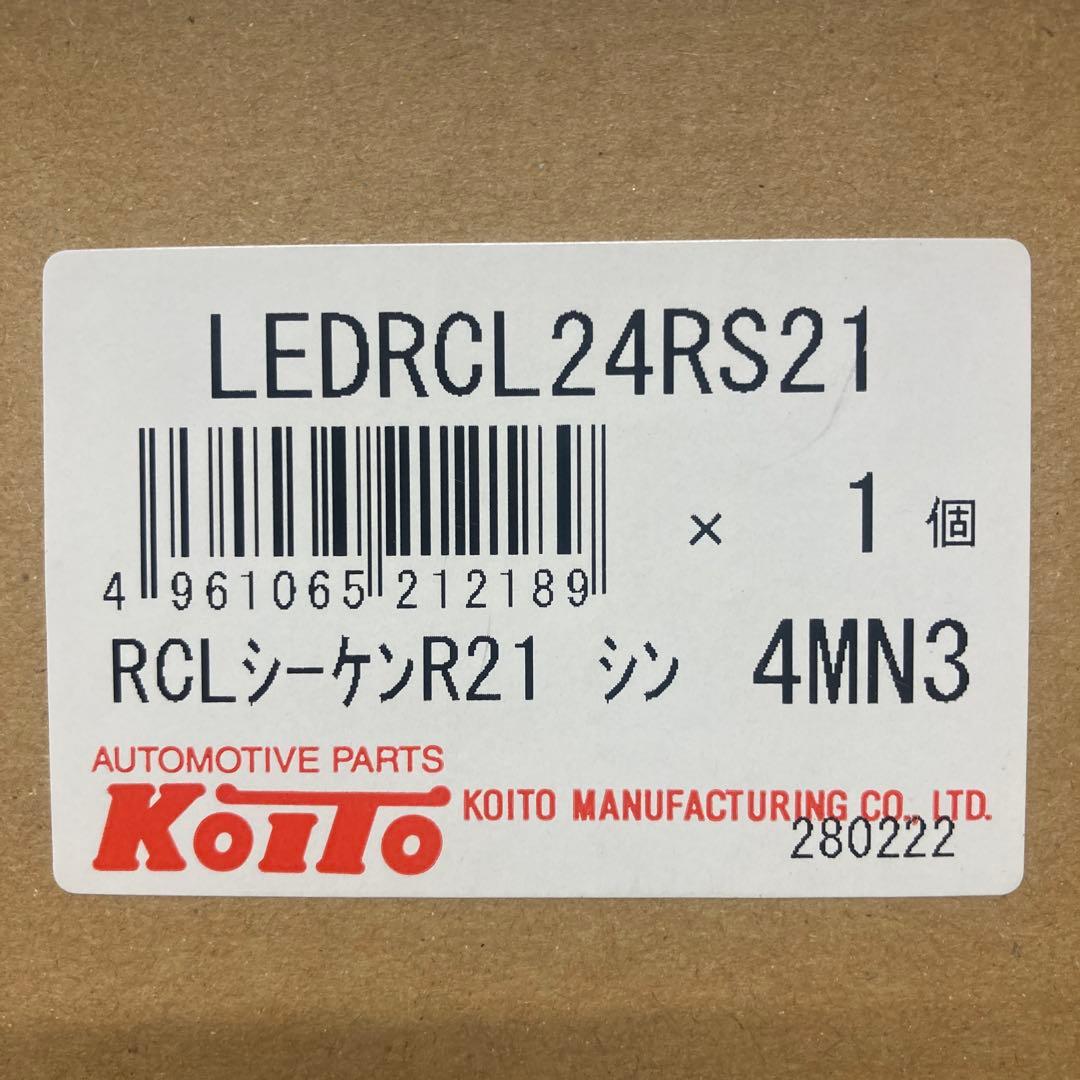 LEDRCL24RS21
× 1 個
4 961065 212189
RCLシーケンR21 シン 4MN3
AUTOMOTIVE PARTS
KOITO KOITO MANUFACTURING CO., LTD.
280222